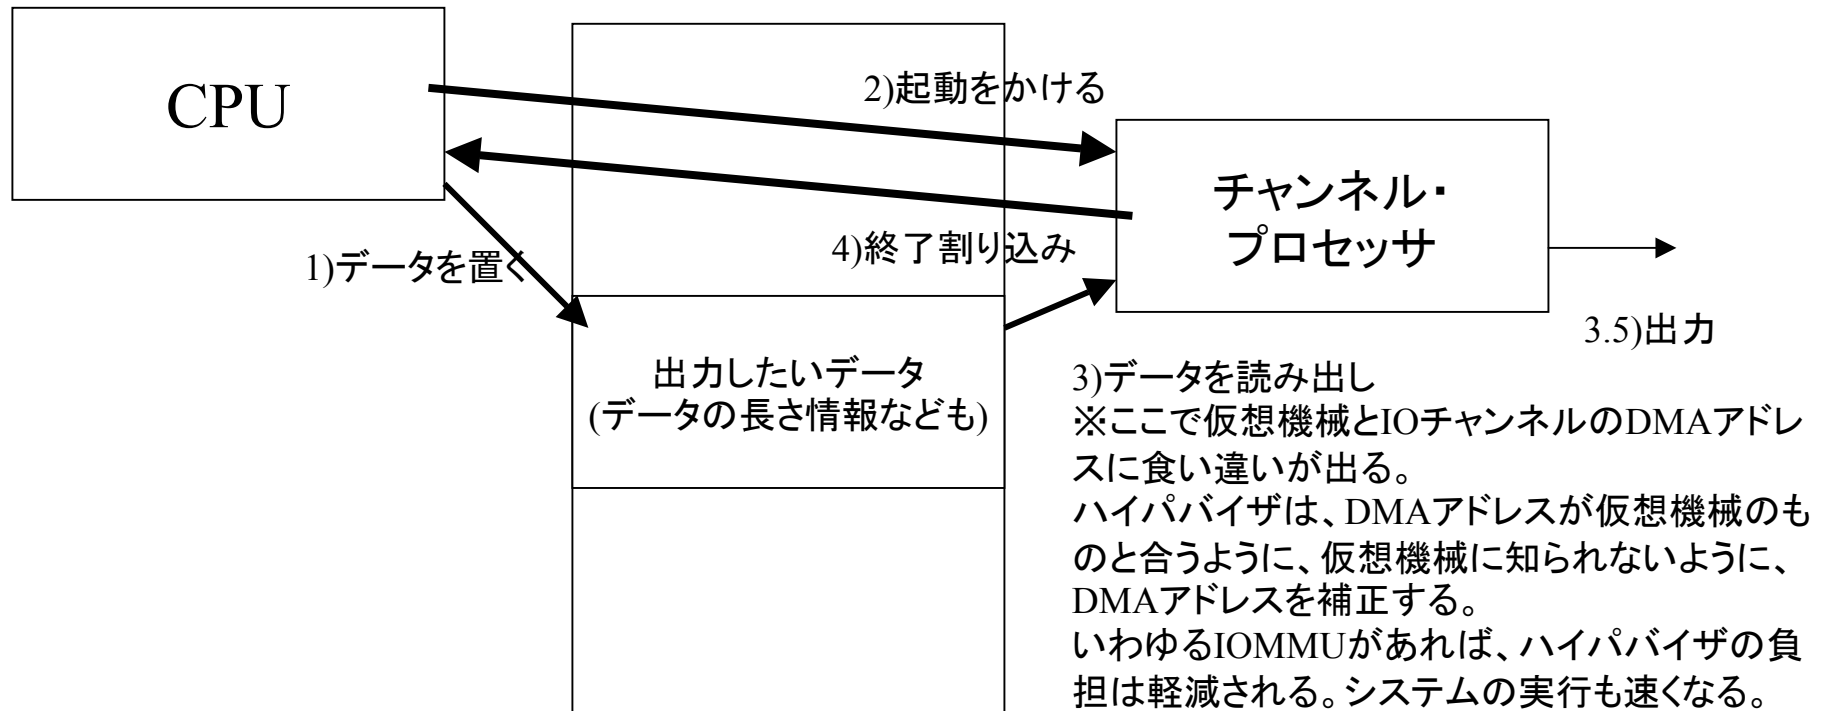 CPU
2)起動をかける
チャンネル・
プロセッサ
4)終了割り込み
1)データを置く
3.5)出力
出力したいデータ
(データの長さ情報なども)
3)データを読み出し
※ここで仮想機械とIOチャンネルのDMAアドレ
スに食い違いが出る。
ハイパバイザは、DMAアドレスが仮想機械のも
のと合うように、仮想機械に知られないように、
DMAアドレスを補正する。
いわゆるIOMMUがあれば、ハイパバイザの負
担は軽減される。システムの実行も速くなる。